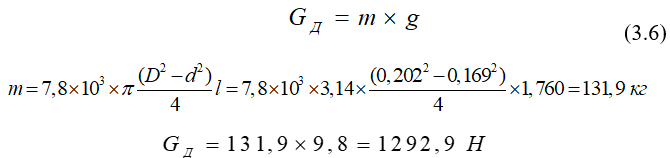 G_Д = m × g
(3.6)
m = 7,8×10³ × π (D² – d²)/4 l = 7,8×10³ ×3,14× (0,202² – 0,169²)/4 ×1,760 = 131,9 кг
G_Д = 131,9 × 9,8 = 1292,9 Н